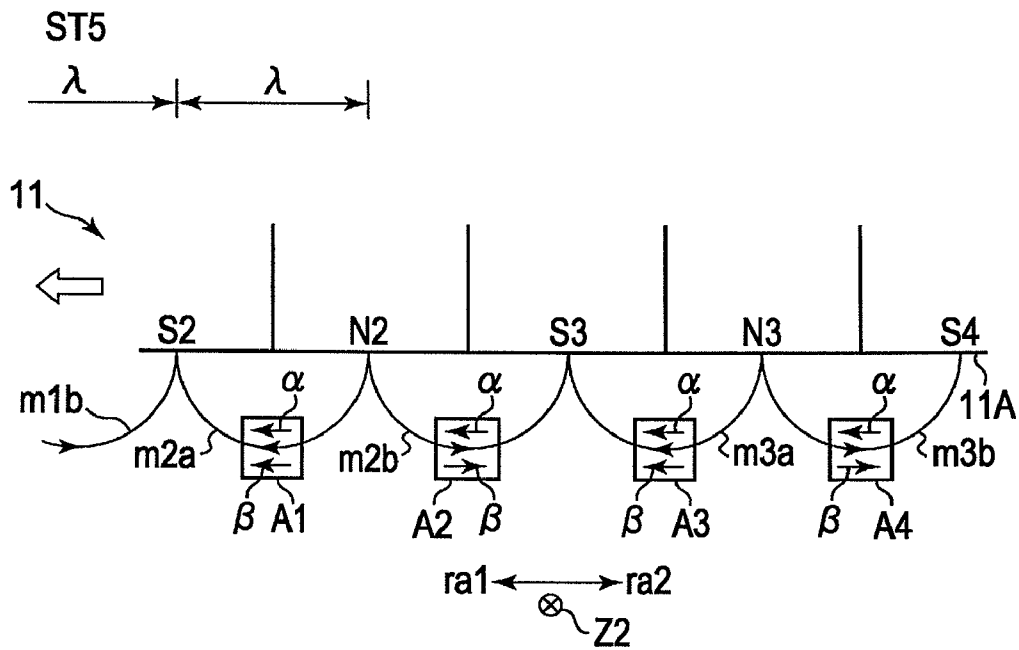 ST5
λ λ
11
S2 N2 S3 N3 S4
m1b α α α α 11A
m2a m2b m3a m3b
β A1 A2 β β A3 β A4
ra1 ra2
Z2